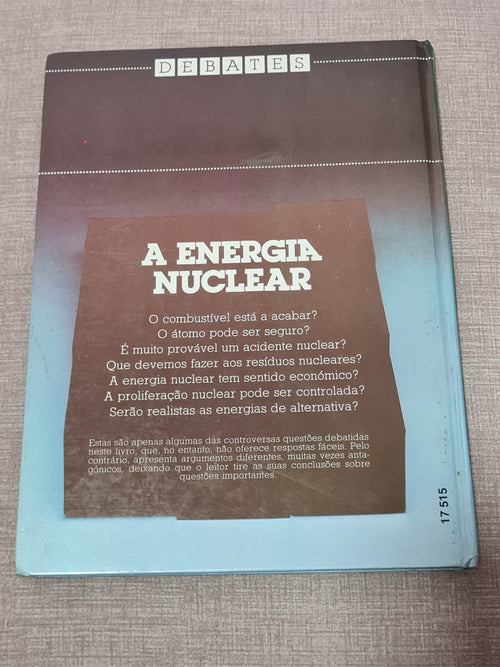 DEBATES
A ENERGIA
NUCLEAR
O combustível está a acabar?
O átomo pode ser seguro?
É muito provável um acidente nuclear?
Que devemos fazer aos resíduos nucleares?
A energia nuclear tem sentido económico?
A proliferação nuclear pode ser controlada?
Serão realistas as energias de alternativa?
Estas são apenas algumas das controversas questões debatidas
neste livro, que, no entanto, não oferece respostas fáceis. Pelo
contrário, apresenta argumentos diferentes, muitas vezes anta-
gónicos, deixando que o leitor tire as suas conclusões sobre
questões importantes.
17 515